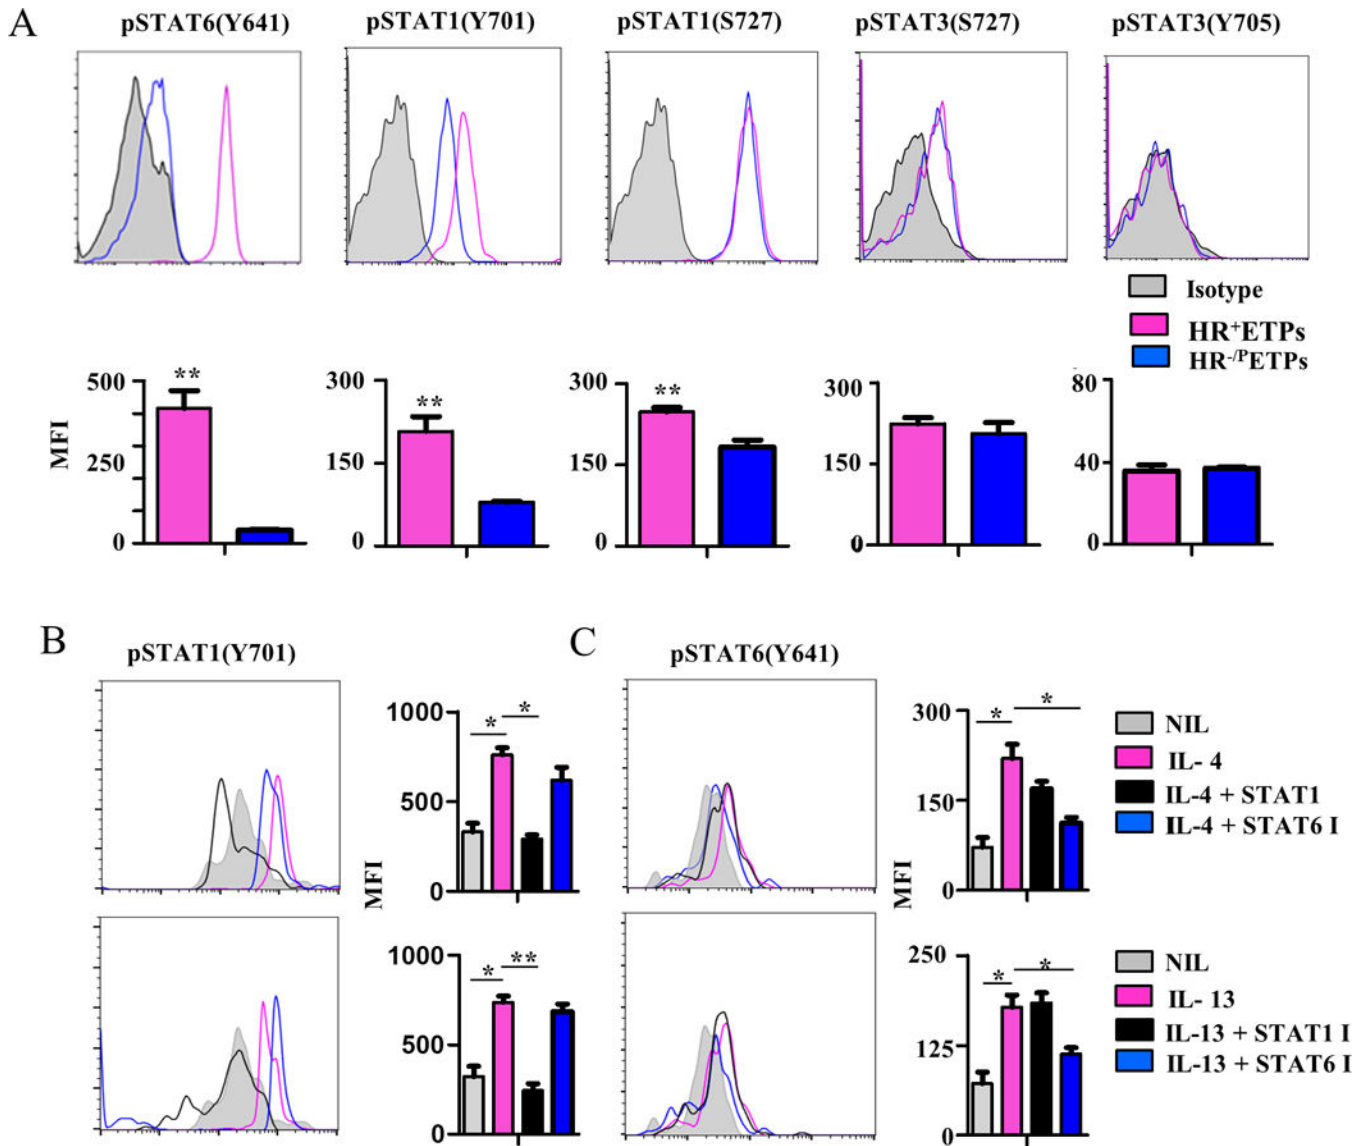 A
pSTAT6(Y641) pSTAT1(Y701) pSTAT1(S727) pSTAT3(S727) pSTAT3(Y705)
Isotype
HR⁺ETPs
HR⁻/ᴾETPs
MFI
500
250
0
**
300
150
0
**
300
150
0
**
300
150
0
80
40
0
B
pSTAT1(Y701)
MFI
1000
500
0
* *
1000
500
0
* **
C
pSTAT6(Y641)
MFI
300
150
0
* *
250
125
0
* *
NIL
IL- 4
IL-4 + STAT1
IL-4 + STAT6 I
NIL
IL- 13
IL-13 + STAT1 I
IL-13 + STAT6 I